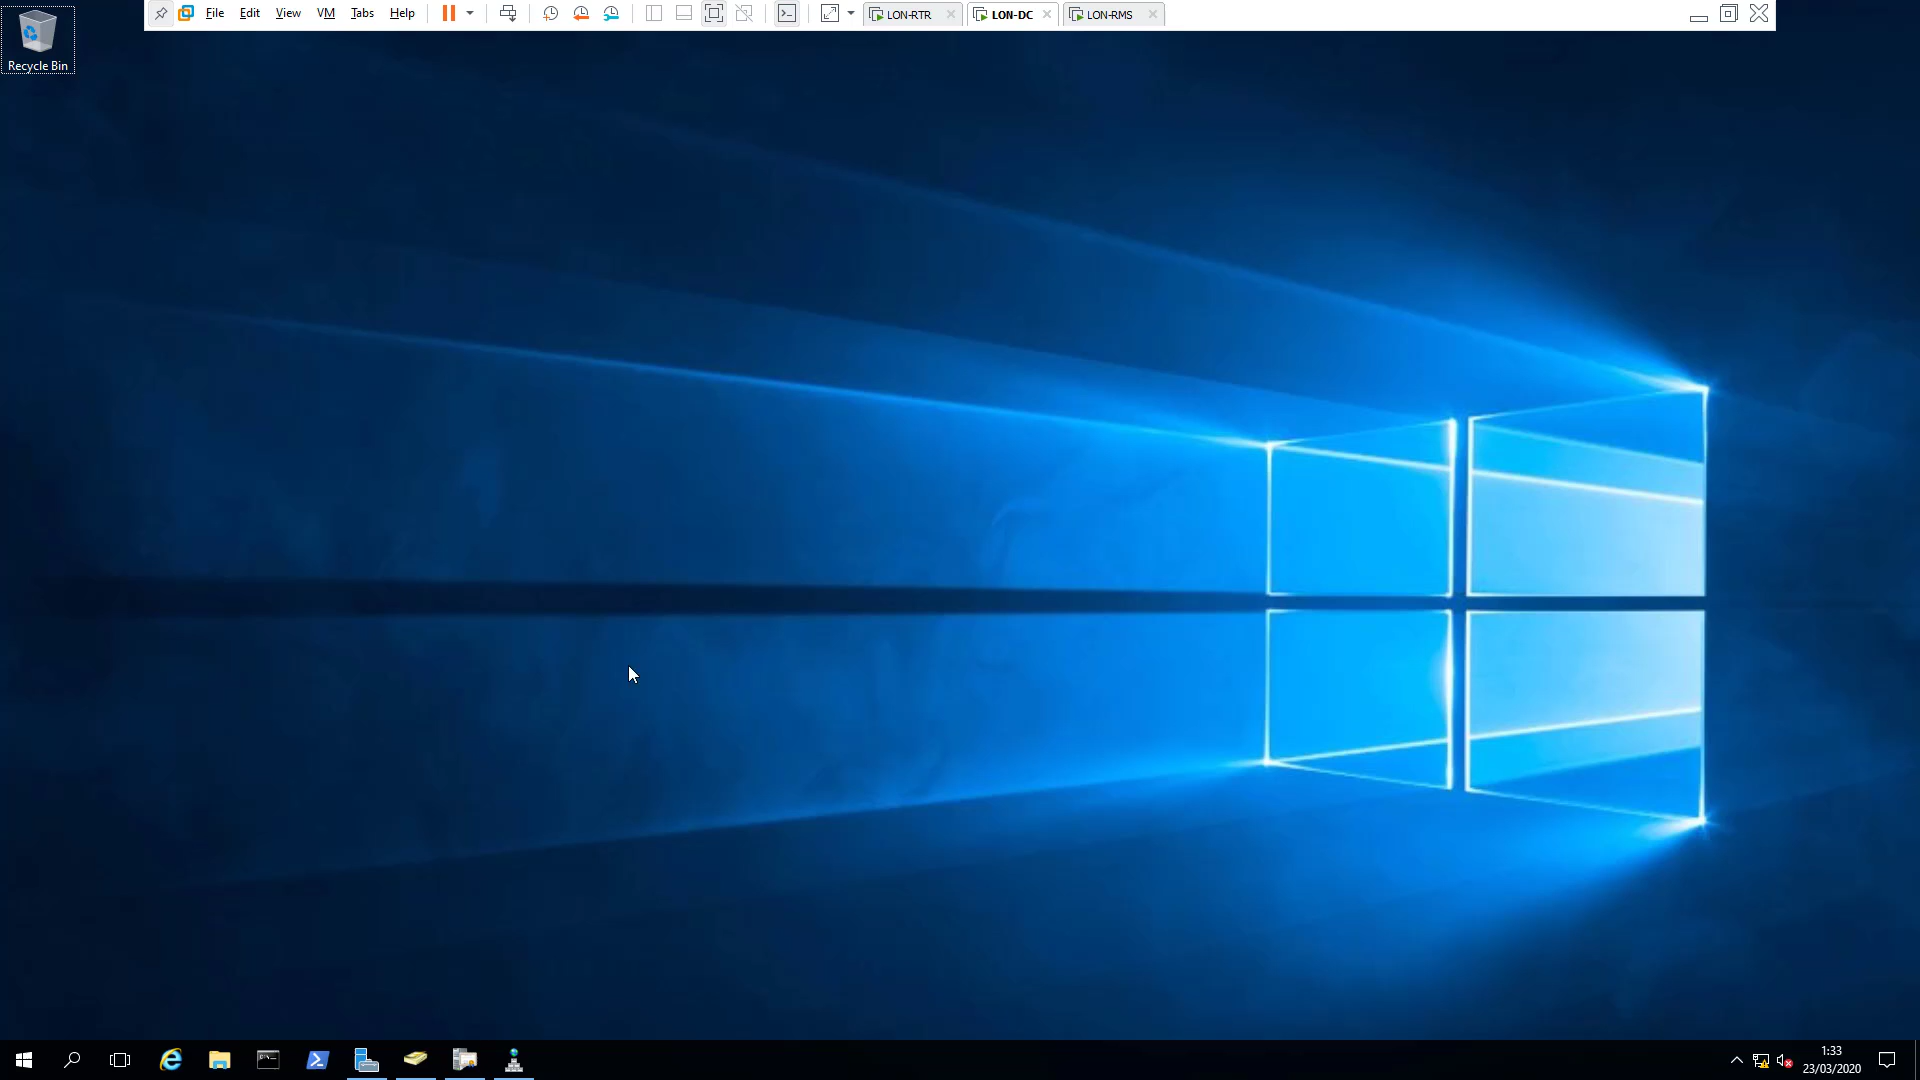 File Edit View VM Tabs Help LON-RTR LON-DC LON-RMS
Recycle Bin
1:33
23/03/2020